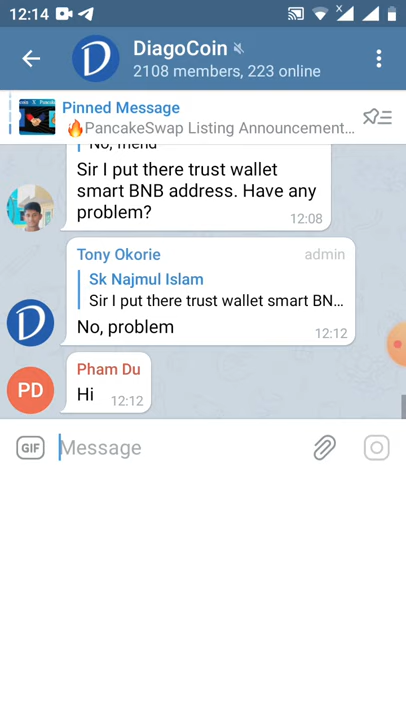 12:14
DiagoCoin
2108 members, 223 online
Pinned Message
🔥PancakeSwap Listing Announcement...
Sir I put there trust wallet
smart BNB address. Have any
problem?
12:08
Tony Okorie admin
Sk Najmul Islam
Sir I put there trust wallet smart BN...
No, problem
12:12
D
Pham Du
PD
Hi 12:12
GIF Message